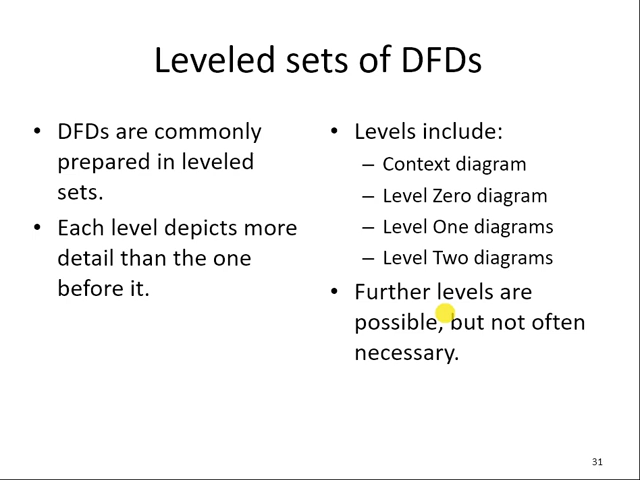 Leveled sets of DFDs
• DFDs are commonly
prepared in leveled
sets.
• Each level depicts more
detail than the one
before it.
• Levels include:
– Context diagram
– Level Zero diagram
– Level One diagrams
– Level Two diagrams
• Further levels are
possible, but not often
necessary.
31